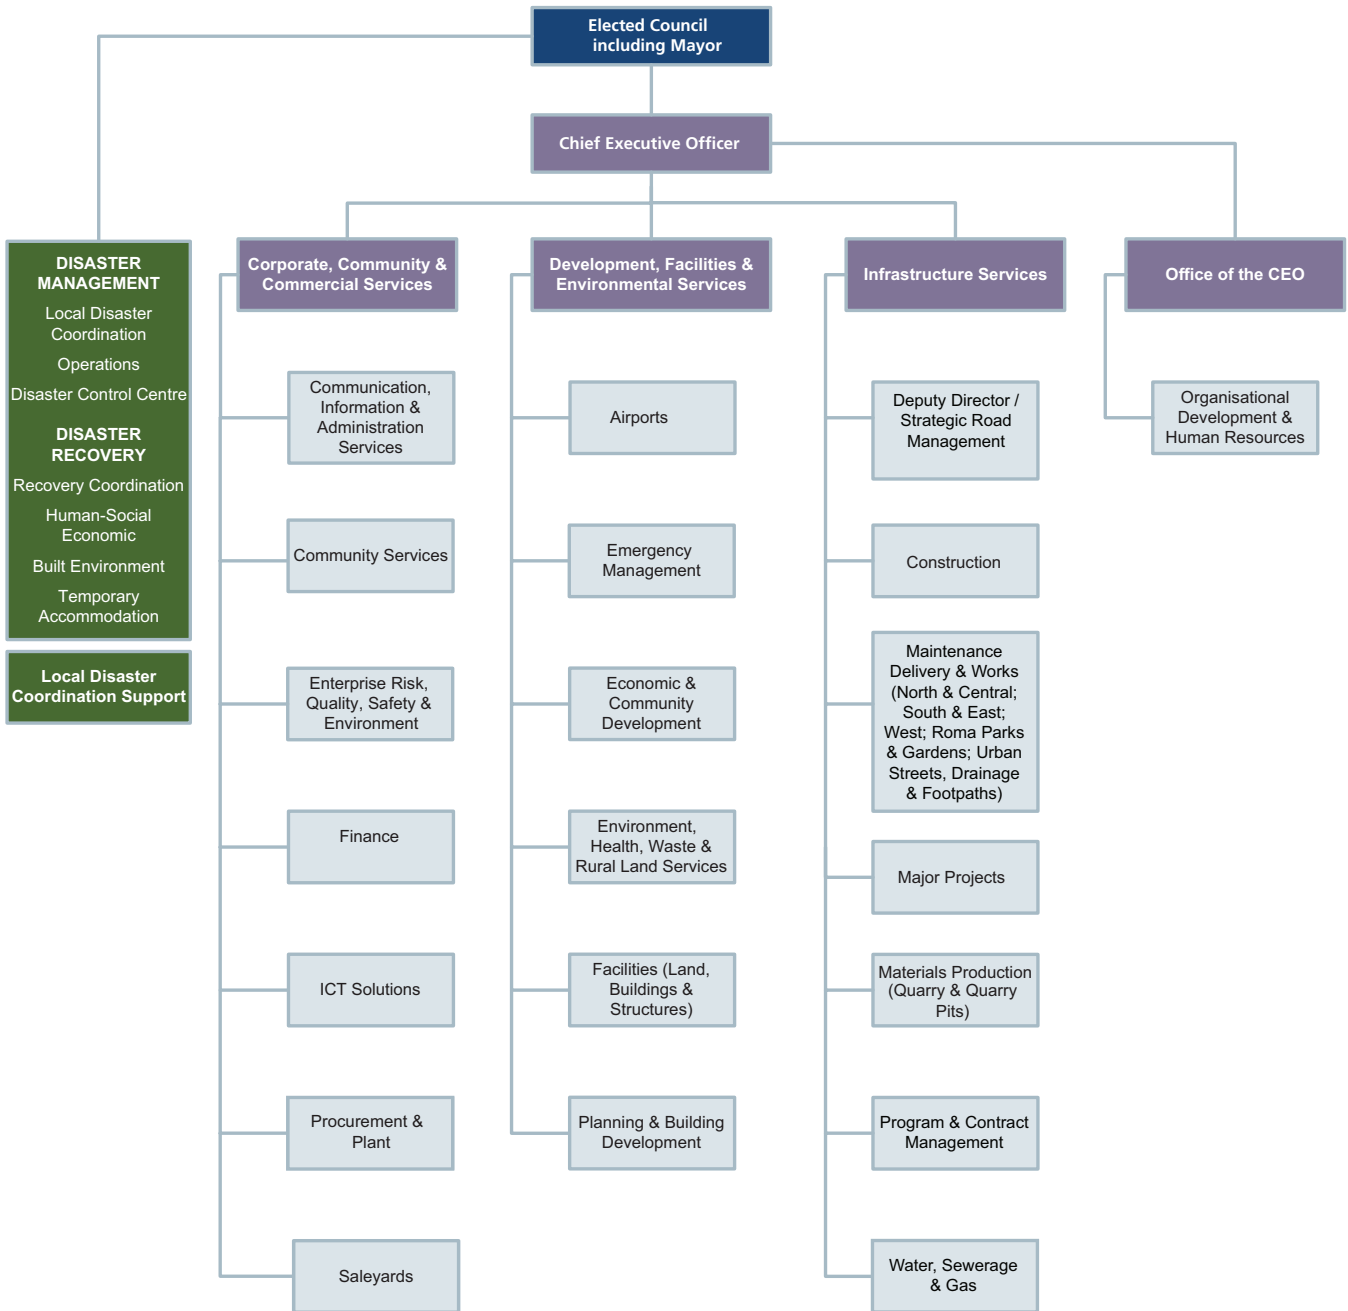 Elected Council
including Mayor
Chief Executive Officer
DISASTER
MANAGEMENT
Local Disaster
Coordination
Operations
Disaster Control Centre
DISASTER
RECOVERY
Recovery Coordination
Human-Social
Economic
Built Environment
Temporary
Accommodation
Local Disaster
Coordination Support
Corporate, Community &
Commercial Services
Communication,
Information &
Administration
Services
Community Services
Enterprise Risk,
Quality, Safety &
Environment
Finance
ICT Solutions
Procurement &
Plant
Saleyards
Development, Facilities &
Environmental Services
Airports
Emergency
Management
Economic &
Community
Development
Environment,
Health, Waste &
Rural Land Services
Facilities (Land,
Buildings &
Structures)
Planning & Building
Development
Infrastructure Services
Deputy Director /
Strategic Road
Management
Construction
Maintenance
Delivery & Works
(North & Central;
South & East;
West; Roma Parks
& Gardens; Urban
Streets, Drainage
& Footpaths)
Major Projects
Materials Production
(Quarry & Quarry
Pits)
Program & Contract
Management
Water, Sewerage
& Gas
Office of the CEO
Organisational
Development &
Human Resources